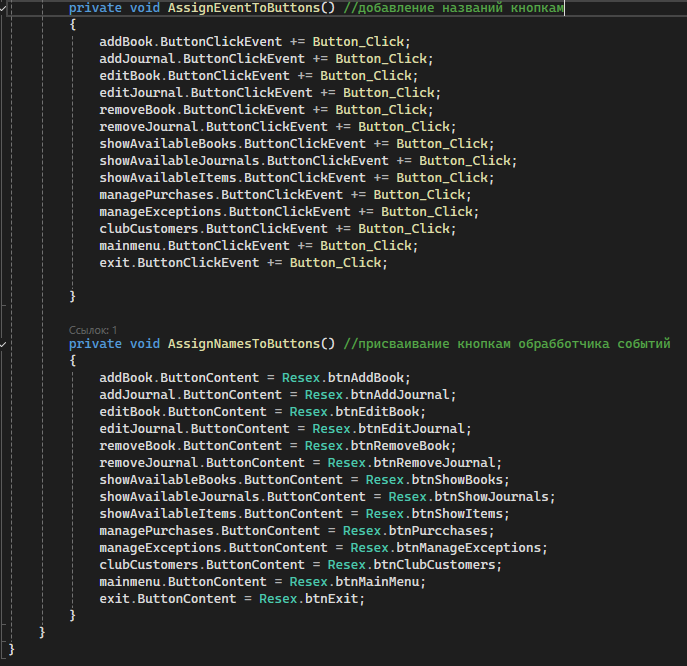 private void AssignEventToButtons() //добавление названий кнопкам
{
addBook.ButtonClickEvent += Button_Click;
addJournal.ButtonClickEvent += Button_Click;
editBook.ButtonClickEvent += Button_Click;
editJournal.ButtonClickEvent += Button_Click;
removeBook.ButtonClickEvent += Button_Click;
removeJournal.ButtonClickEvent += Button_Click;
showAvailableBooks.ButtonClickEvent += Button_Click;
showAvailableJournals.ButtonClickEvent += Button_Click;
showAvailableItems.ButtonClickEvent += Button_Click;
managePurchases.ButtonClickEvent += Button_Click;
manageExceptions.ButtonClickEvent += Button_Click;
clubCustomers.ButtonClickEvent += Button_Click;
mainmenu.ButtonClickEvent += Button_Click;
exit.ButtonClickEvent += Button_Click;
}
Ссылок: 1
private void AssignNamesToButtons() //присваивание кнопкам обрабботчика событий
{
addBook.ButtonContent = Resex.btnAddBook;
addJournal.ButtonContent = Resex.btnAddJournal;
editBook.ButtonContent = Resex.btnEditBook;
editJournal.ButtonContent = Resex.btnEditJournal;
removeBook.ButtonContent = Resex.btnRemoveBook;
removeJournal.ButtonContent = Resex.btnRemoveJournal;
showAvailableBooks.ButtonContent = Resex.btnShowBooks;
showAvailableJournals.ButtonContent = Resex.btnShowJournals;
showAvailableItems.ButtonContent = Resex.btnShowItems;
managePurchases.ButtonContent = Resex.btnPurcchases;
manageExceptions.ButtonContent = Resex.btnManageExceptions;
clubCustomers.ButtonContent = Resex.btnClubCustomers;
mainmenu.ButtonContent = Resex.btnMainMenu;
exit.ButtonContent = Resex.btnExit;
}
}
}